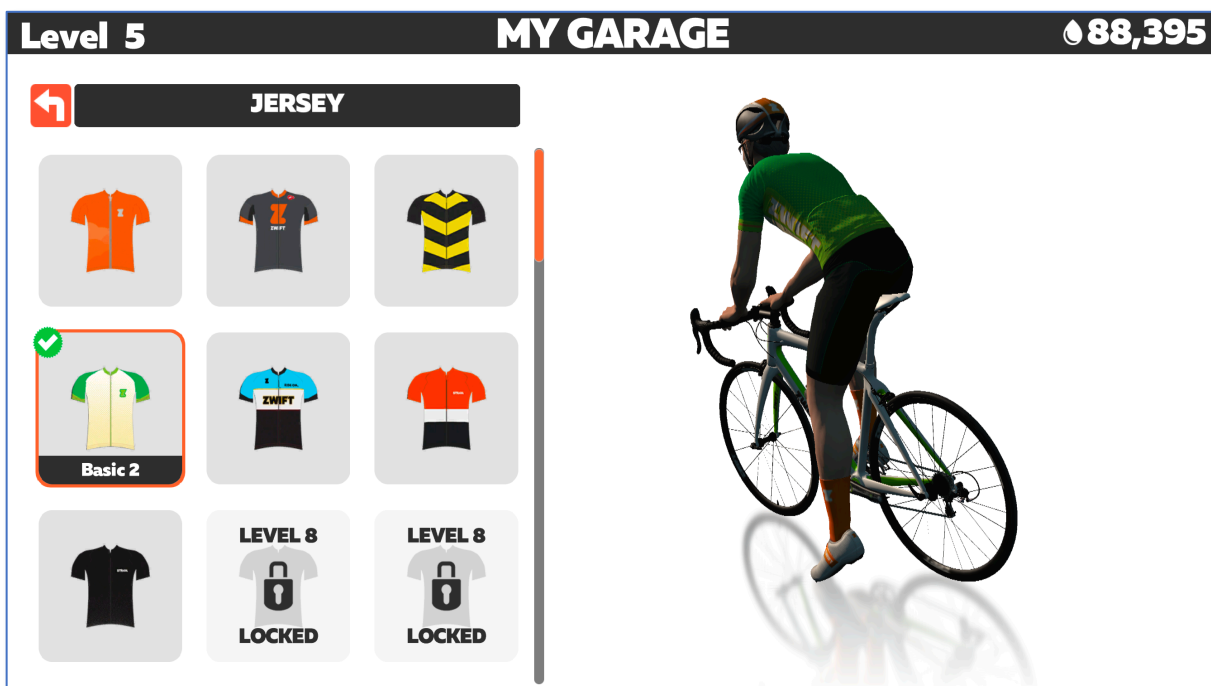 Level 5
MY GARAGE
88,395
JERSEY
ZWIFT
Basic 2
ZWIFT
LEVEL 8
LOCKED
LEVEL 8
LOCKED